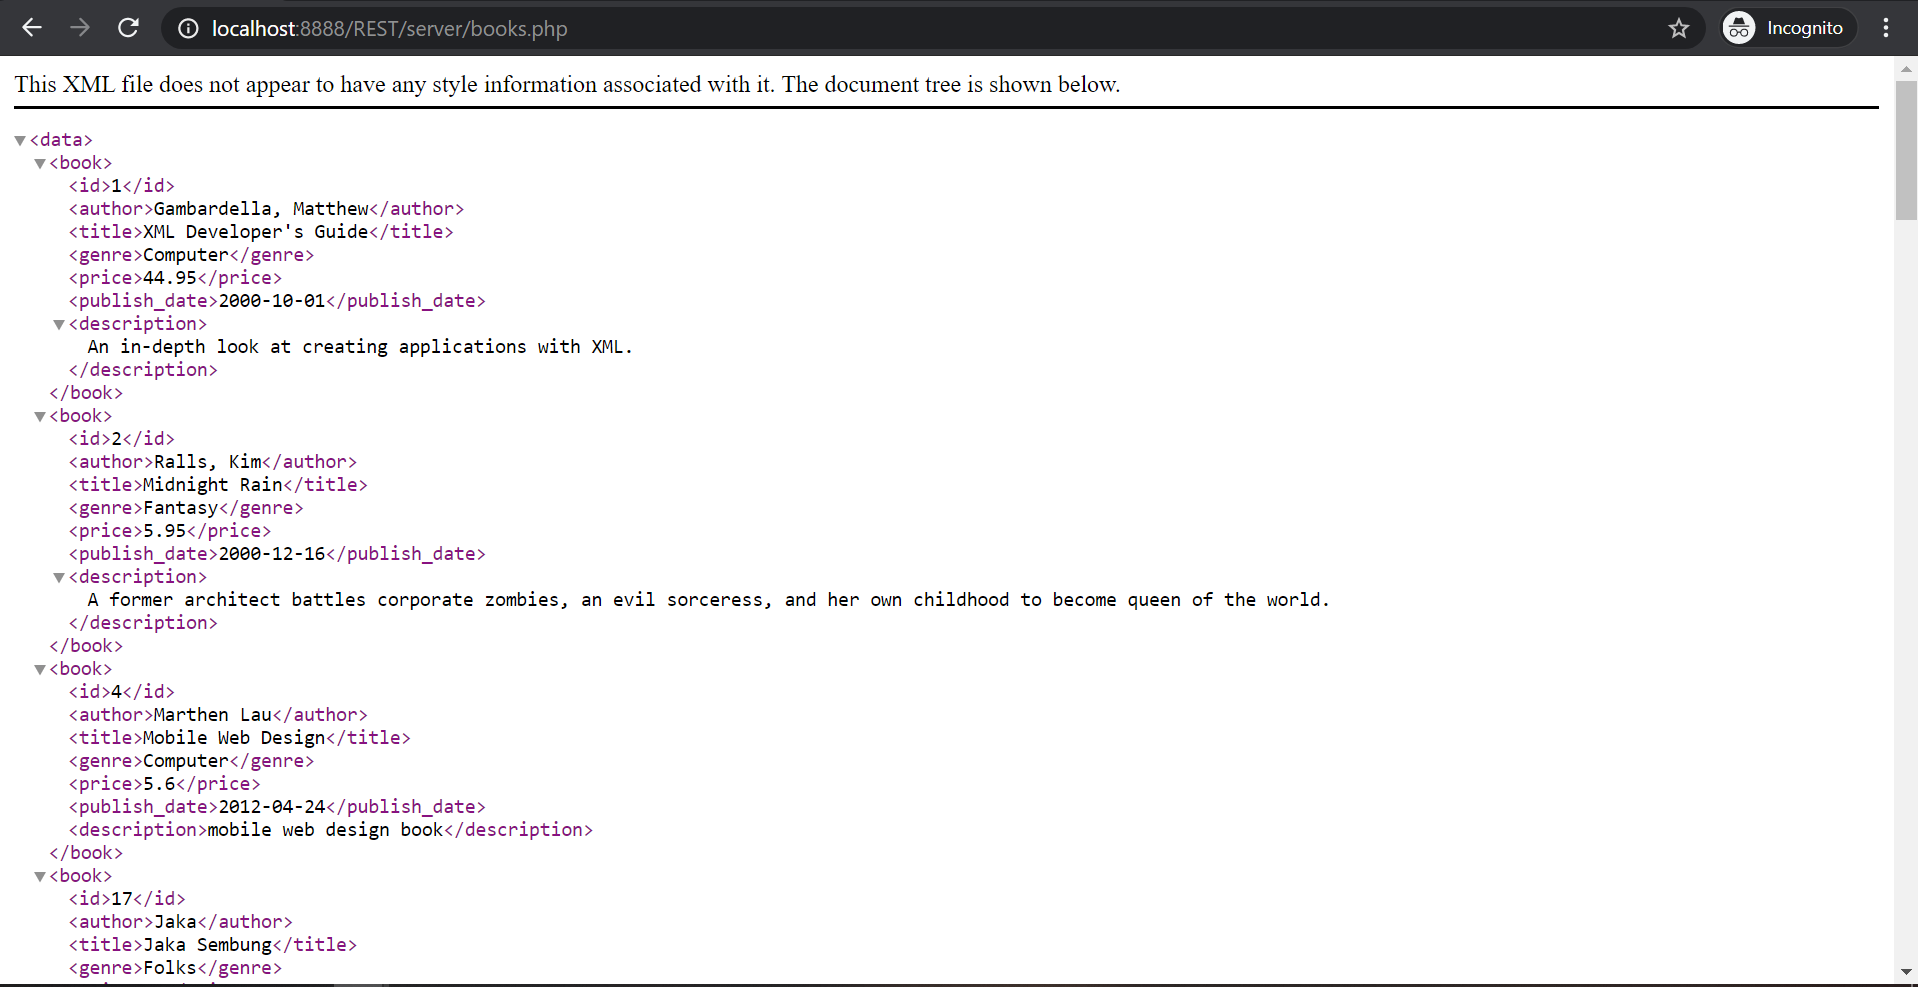 localhost:8888/REST/server/books.php
Incognito
This XML file does not appear to have any style information associated with it. The document tree is shown below.
<data>
<book>
<id>1</id>
<author>Gambardella, Matthew</author>
<title>XML Developer's Guide</title>
<genre>Computer</genre>
<price>44.95</price>
<publish_date>2000-10-01</publish_date>
<description>
An in-depth look at creating applications with XML.
</description>
</book>
<book>
<id>2</id>
<author>Ralls, Kim</author>
<title>Midnight Rain</title>
<genre>Fantasy</genre>
<price>5.95</price>
<publish_date>2000-12-16</publish_date>
<description>
A former architect battles corporate zombies, an evil sorceress, and her own childhood to become queen of the world.
</description>
</book>
<book>
<id>4</id>
<author>Marthen Lau</author>
<title>Mobile Web Design</title>
<genre>Computer</genre>
<price>5.6</price>
<publish_date>2012-04-24</publish_date>
<description>mobile web design book</description>
</book>
<book>
<id>17</id>
<author>Jaka</author>
<title>Jaka Sembung</title>
<genre>Folks</genre>